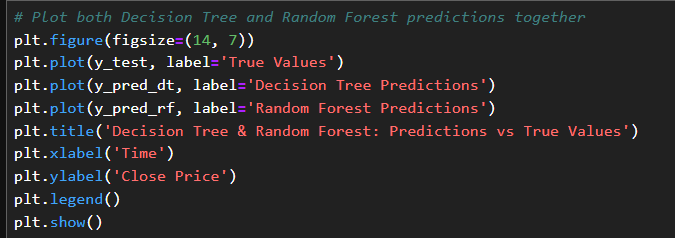 # Plot both Decision Tree and Random Forest predictions together
plt.figure(figsize=(14, 7))
plt.plot(y_test, label='True Values')
plt.plot(y_pred_dt, label='Decision Tree Predictions')
plt.plot(y_pred_rf, label='Random Forest Predictions')
plt.title('Decision Tree & Random Forest: Predictions vs True Values')
plt.xlabel('Time')
plt.ylabel('Close Price')
plt.legend()
plt.show()